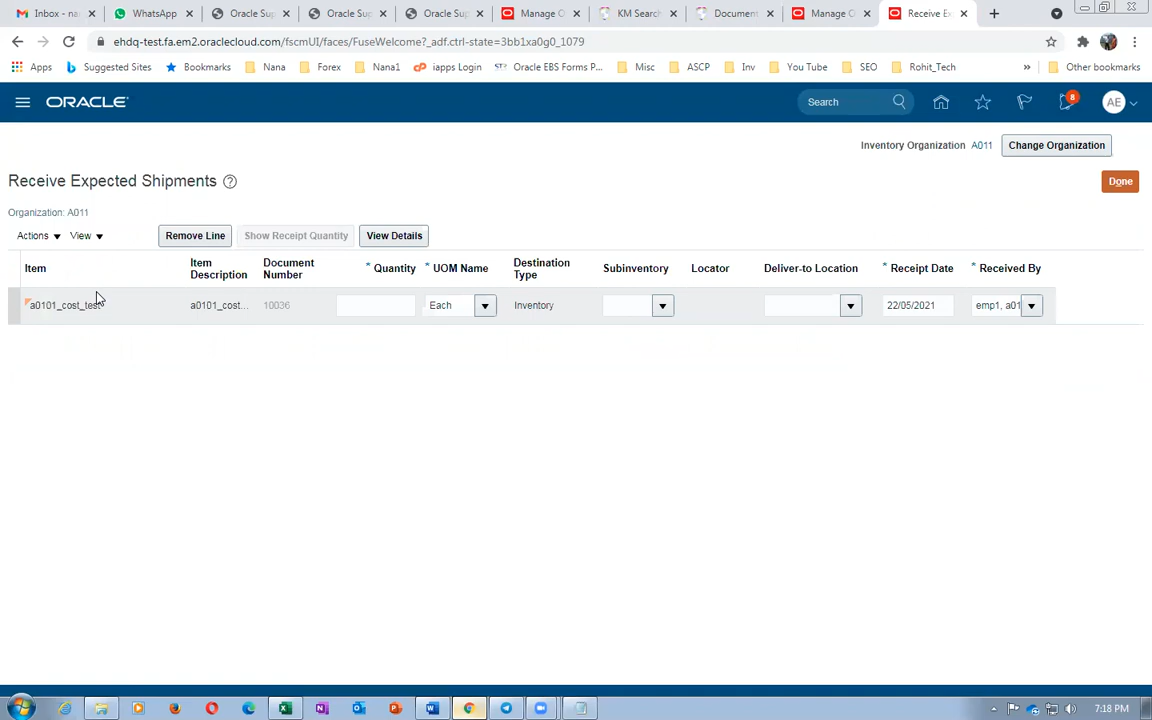 Inbox - na
WhatsApp
Oracle Sup
Oracle Sup
Oracle Sup
Manage O
KM Search
Document
Manage O
Receive Ex
ehdq-test.fa.em2.oraclecloud.com/fscmUI/faces/FuseWelcome?_adf.ctrl-state=3bb1xa0g0_1079
Apps
Suggested Sites
Bookmarks
Nana
Forex
Nana1
iapps Login
Oracle EBS Forms P...
Misc
ASCP
Inv
You Tube
SEO
Rohit_Tech
»
Other bookmarks
ORACLE
Search
8
AE
Inventory Organization A011
Change Organization
Receive Expected Shipments ?
Done
Organization: A011
Actions
View
Remove Line
Show Receipt Quantity
View Details
Item
Item Description
Document Number
* Quantity
* UOM Name
Destination Type
Subinventory
Locator
Deliver-to Location
* Receipt Date
* Received By
a0101_cost_test
a0101_cost...
10036
Each
Inventory
22/05/2021
emp1, a01
7:18 PM